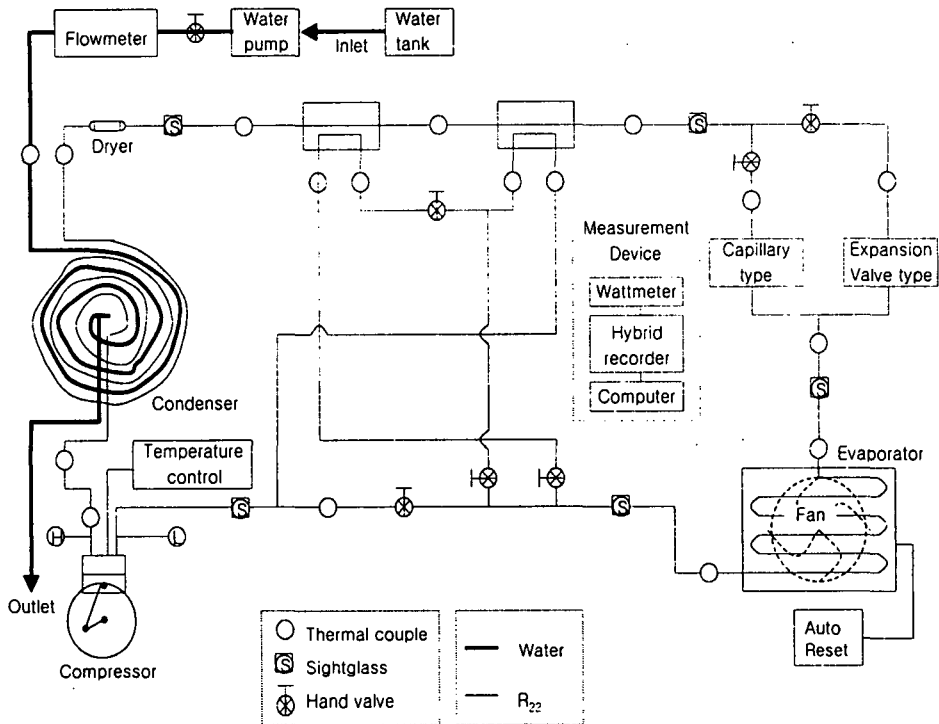 Flowmeter
Water
pump
Inlet
Water
tank
Dryer
S
S
Measurement
Device
Wattmeter
Hybrid
recorder
Computer
Capillary
type
Expansion
Valve type
S
Condenser
Temperature
control
Evaporator
Fan
S
S
H
L
Outlet
Compressor
Auto
Reset
Thermal couple
S
Sightglass
Hand valve
Water
R₂₂